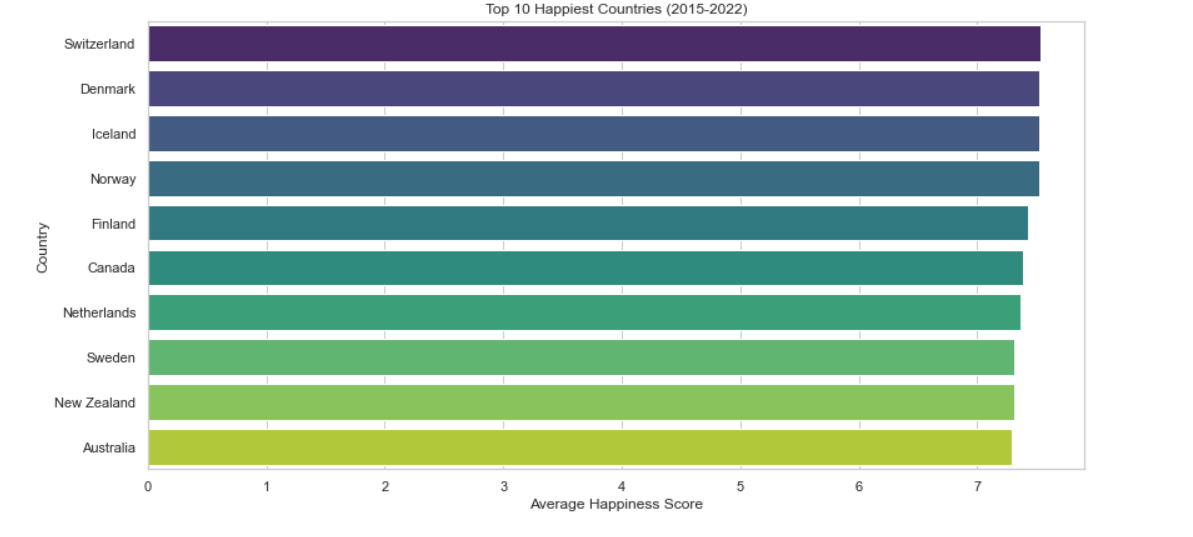 Top 10 Happiest Countries (2015-2022)
Switzerland
Denmark
Iceland
Norway
Finland
Canada
Netherlands
Sweden
New Zealand
Australia
Country
0 1 2 3 4 5 6 7
Average Happiness Score